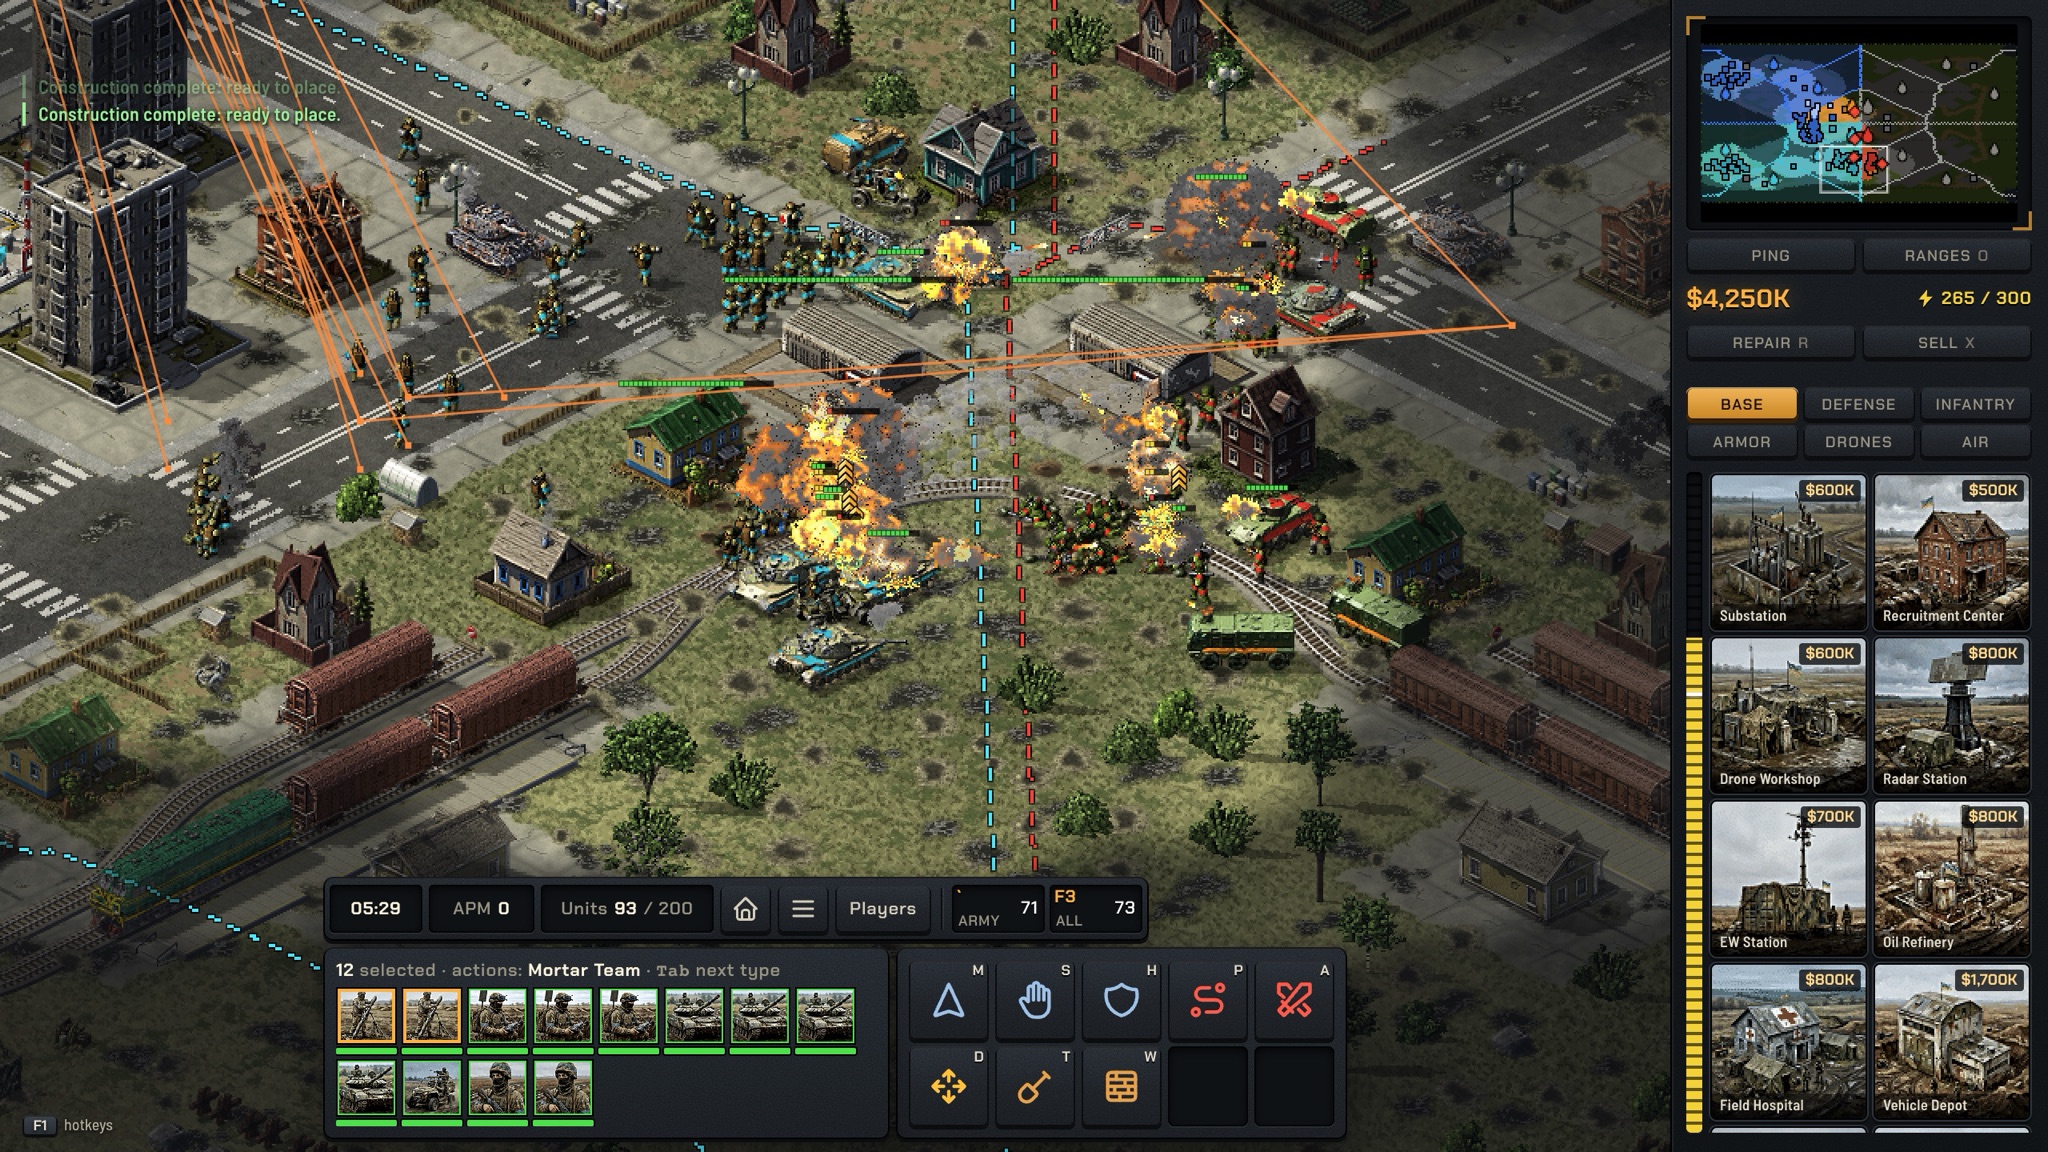 Construction complete: ready to place.
Construction complete: ready to place.
PING
RANGES O
$4,250K
265 / 300
REPAIR R
SELL X
BASE
DEFENSE
INFANTRY
ARMOR
DRONES
AIR
$600K
Substation
$500K
Recruitment Center
$600K
Drone Workshop
$800K
Radar Station
$700K
EW Station
$800K
Oil Refinery
$800K
Field Hospital
$1,700K
Vehicle Depot
05:29
APM 0
Units 93 / 200
Players
` ARMY 71
F3 ALL 73
12 selected · actions: Mortar Team · Tab next type
M
S
H
P
A
D
T
W
F1 hotkeys